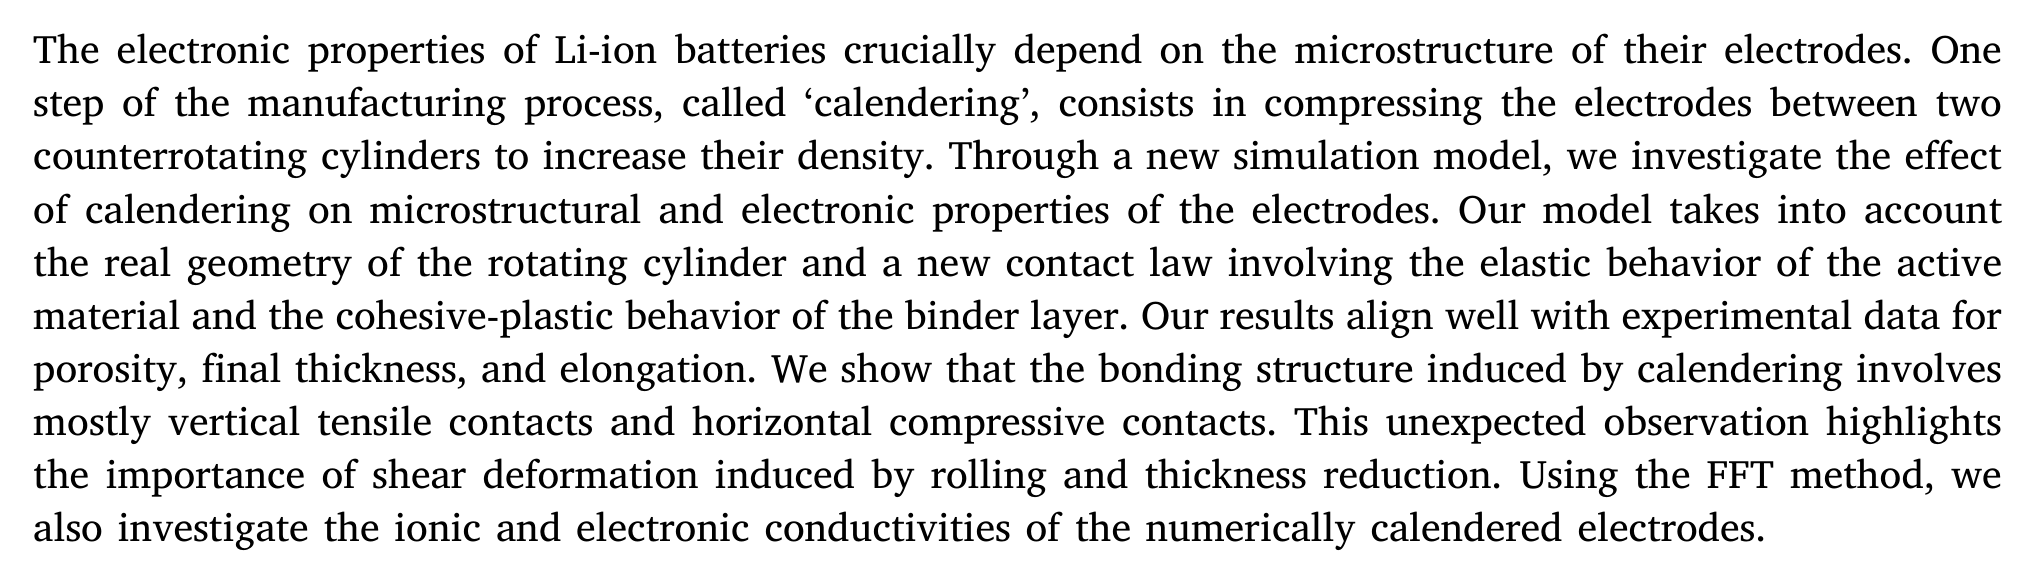 The electronic properties of Li-ion batteries crucially depend on the microstructure of their electrodes. One
step of the manufacturing process, called ‘calendering’, consists in compressing the electrodes between two
counterrotating cylinders to increase their density. Through a new simulation model, we investigate the effect
of calendering on microstructural and electronic properties of the electrodes. Our model takes into account
the real geometry of the rotating cylinder and a new contact law involving the elastic behavior of the active
material and the cohesive-plastic behavior of the binder layer. Our results align well with experimental data for
porosity, final thickness, and elongation. We show that the bonding structure induced by calendering involves
mostly vertical tensile contacts and horizontal compressive contacts. This unexpected observation highlights
the importance of shear deformation induced by rolling and thickness reduction. Using the FFT method, we
also investigate the ionic and electronic conductivities of the numerically calendered electrodes.